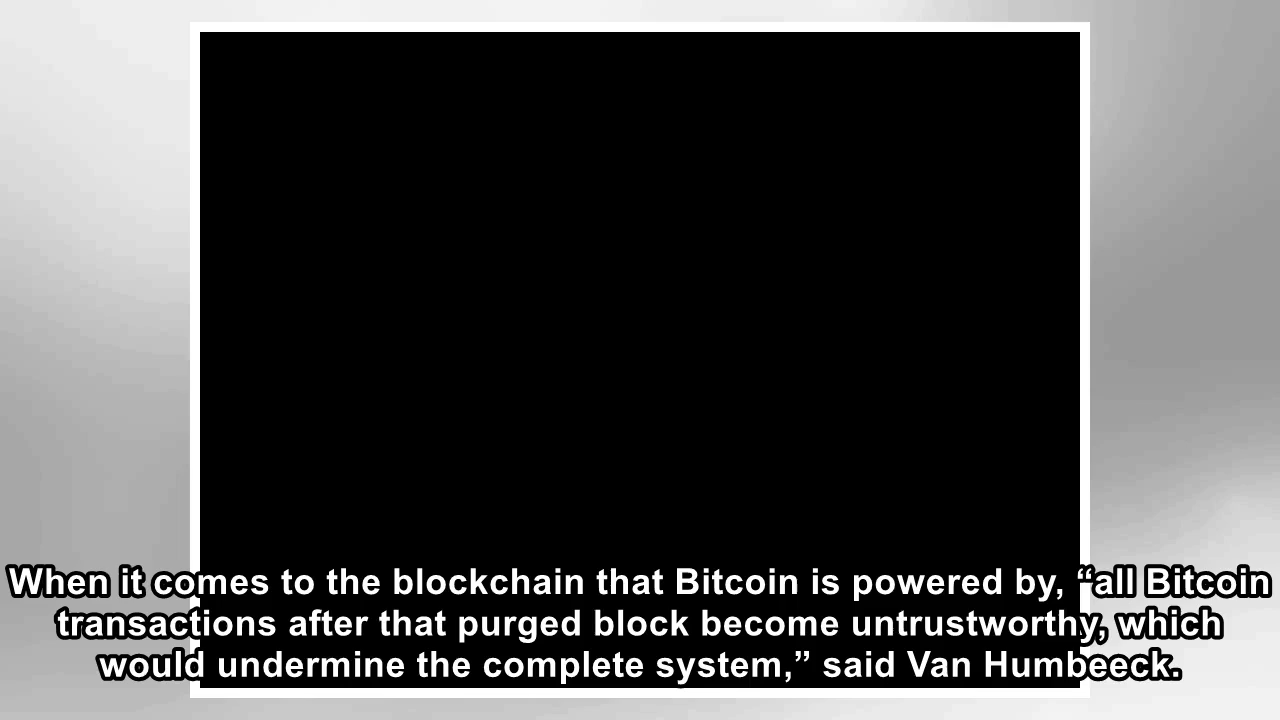 When it comes to the blockchain that Bitcoin is powered by, “all Bitcoin
transactions after that purged block become untrustworthy, which
would undermine the complete system,” said Van Humbeeck.